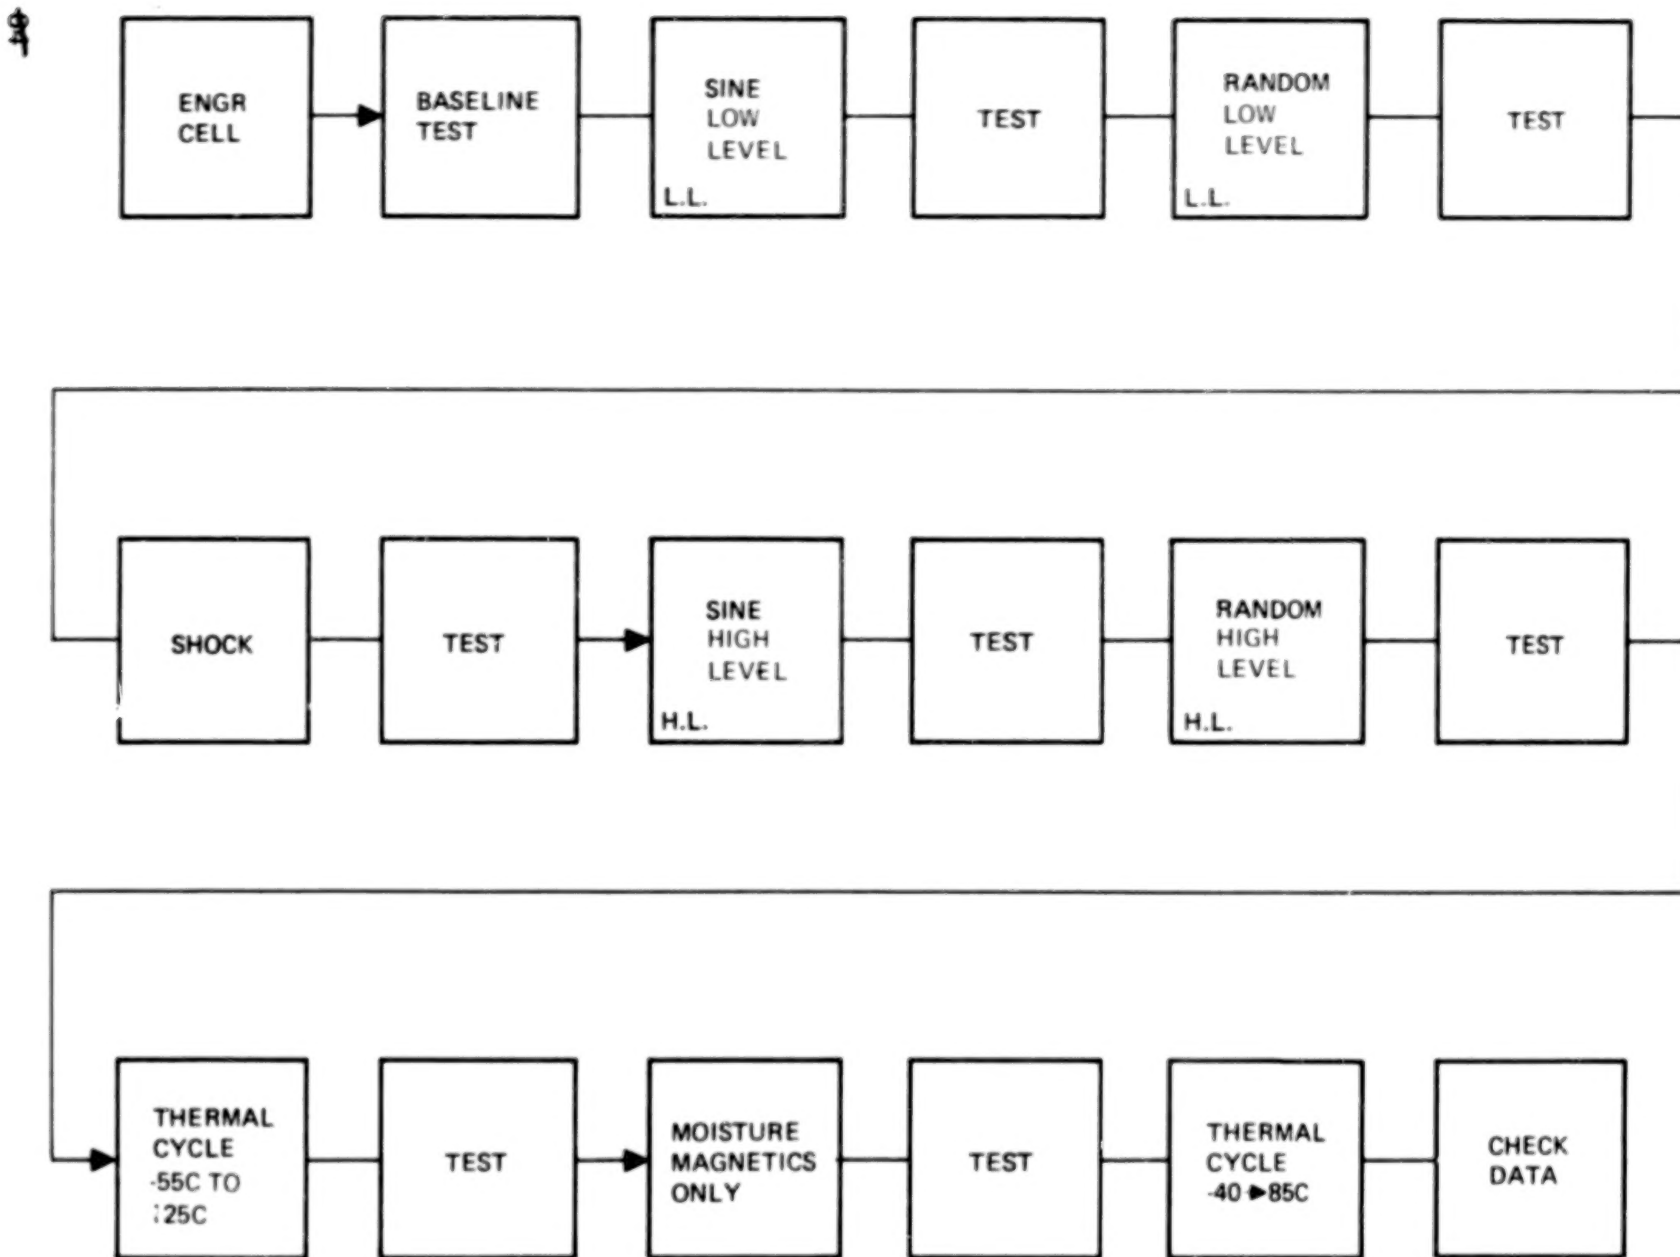 ENGR
CELL
BASELINE
TEST
SINE
LOW
LEVEL
L.L.
TEST
RANDOM
LOW
LEVEL
L.L.
TEST
SHOCK
TEST
SINE
HIGH
LEVEL
H.L.
TEST
RANDOM
HIGH
LEVEL
H.L.
TEST
THERMAL
CYCLE
-55C TO
TEST
MOISTURE
MAGNETICS
ONLY
TEST
THERMAL
CYCLE
-40 85C
CHECK
DATA